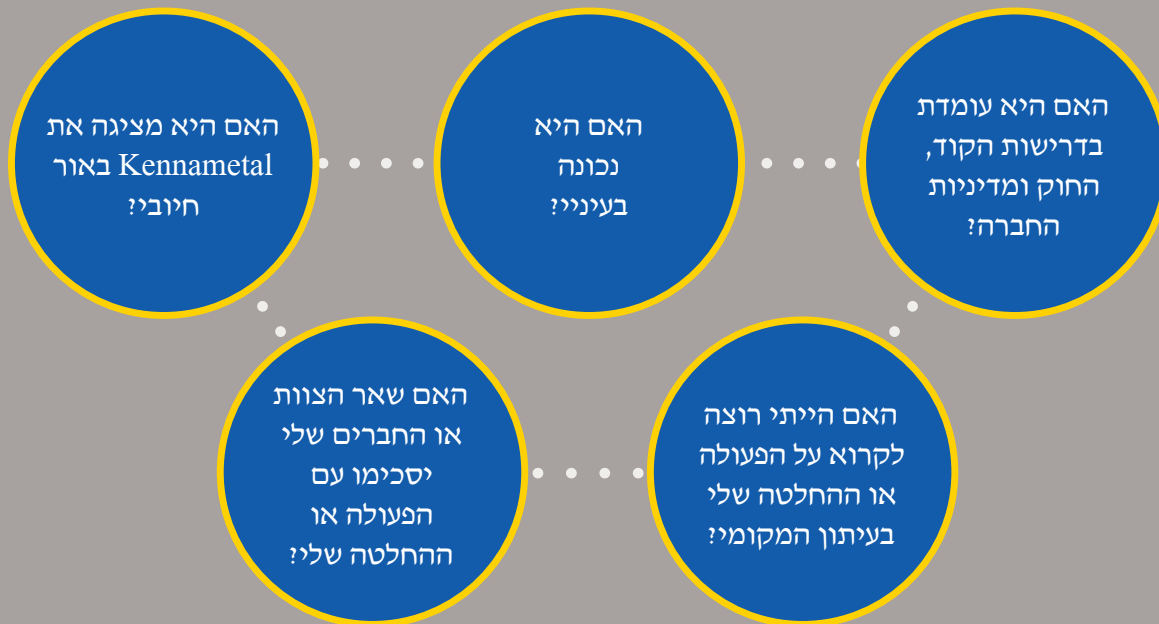 האם היא עומדת
בדרישות הקוד,
החוק ומדיניות
החברה?
האם היא
נכונה
בעיניי?
האם היא מציגה את
Kennametal באור
חיובי?
האם שאר הצוות
או החברים שלי
יסכימו עם
הפעולה או
ההחלטה שלי?
האם הייתי רוצה
לקרוא על הפעולה
או ההחלטה שלי
בעיתון המקומי?